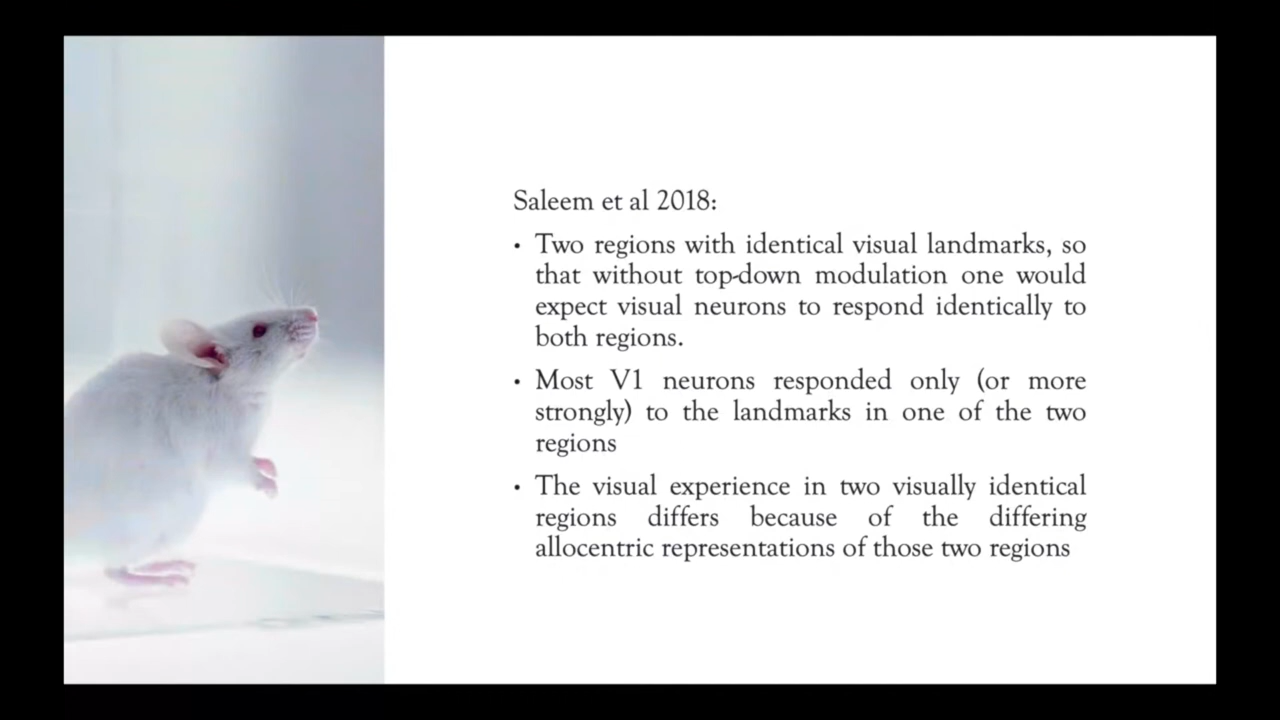 Saleem et al 2018:
• Two regions with identical visual landmarks, so
that without top-down modulation one would
expect visual neurons to respond identically to
both regions.
• Most V1 neurons responded only (or more
strongly) to the landmarks in one of the two
regions
• The visual experience in two visually identical
regions differs because of the differing
allocentric representations of those two regions